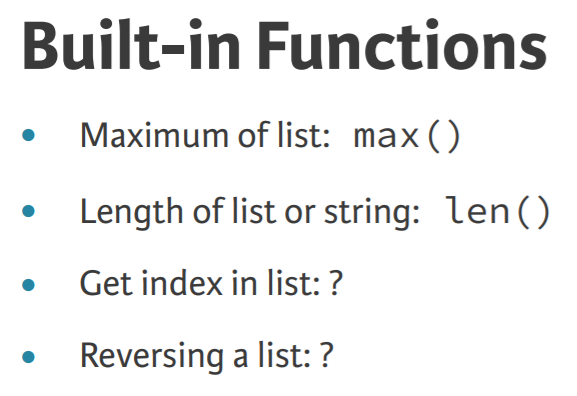 Built-in Functions
• Maximum of list: max()
• Length of list or string: len()
• Get index in list: ?
• Reversing a list: ?